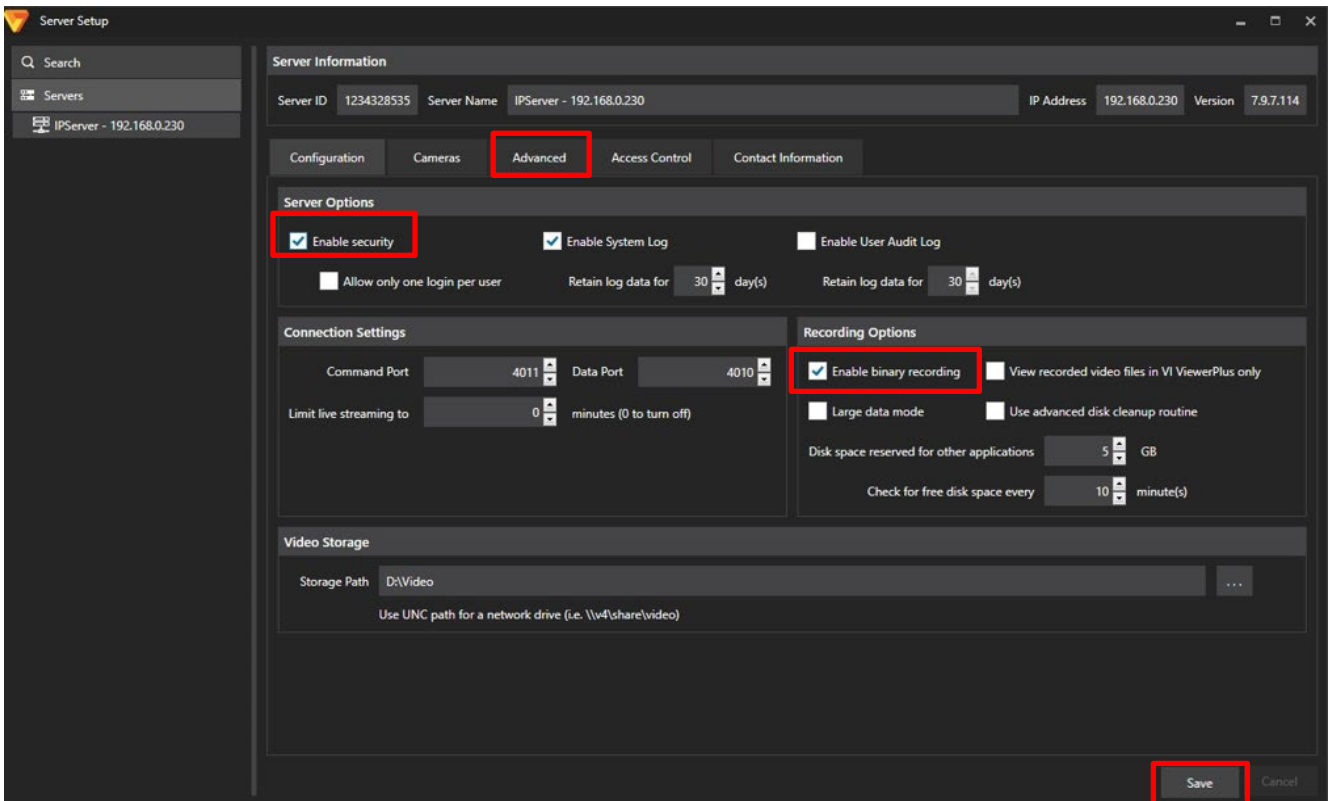 Server Setup
Search
Servers
IPServer - 192.168.0.230
Server Information
Server ID 1234328535 Server Name IPServer - 192.168.0.230 IP Address 192.168.0.230 Version 7.9.7.114
Configuration Cameras Advanced Access Control Contact Information
Server Options
Enable security Enable System Log Enable User Audit Log
Allow only one login per user Retain log data for 30 day(s) Retain log data for 30 day(s)
Connection Settings
Command Port 4011 Data Port 4010
Limit live streaming to 0 minutes (0 to turn off)
Recording Options
Enable binary recording View recorded video files in VI ViewerPlus only
Large data mode Use advanced disk cleanup routine
Disk space reserved for other applications 5 GB
Check for free disk space every 10 minute(s)
Video Storage
Storage Path D:\Video ...
Use UNC path for a network drive (i.e. \\v4\share\video)
Save Cancel